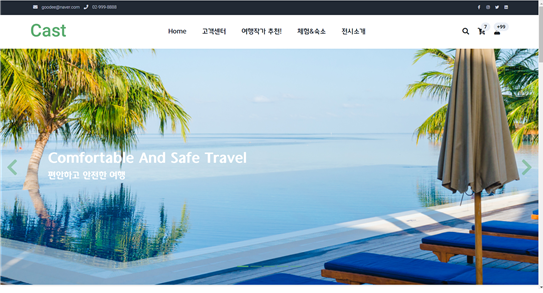 goodee@naver.com 02-999-8888
Cast
Home 고객센터 여행작가 추천! 체험&숙소 전시소개
7
+99
Comfortable And Safe Travel
편안하고 안전한 여행